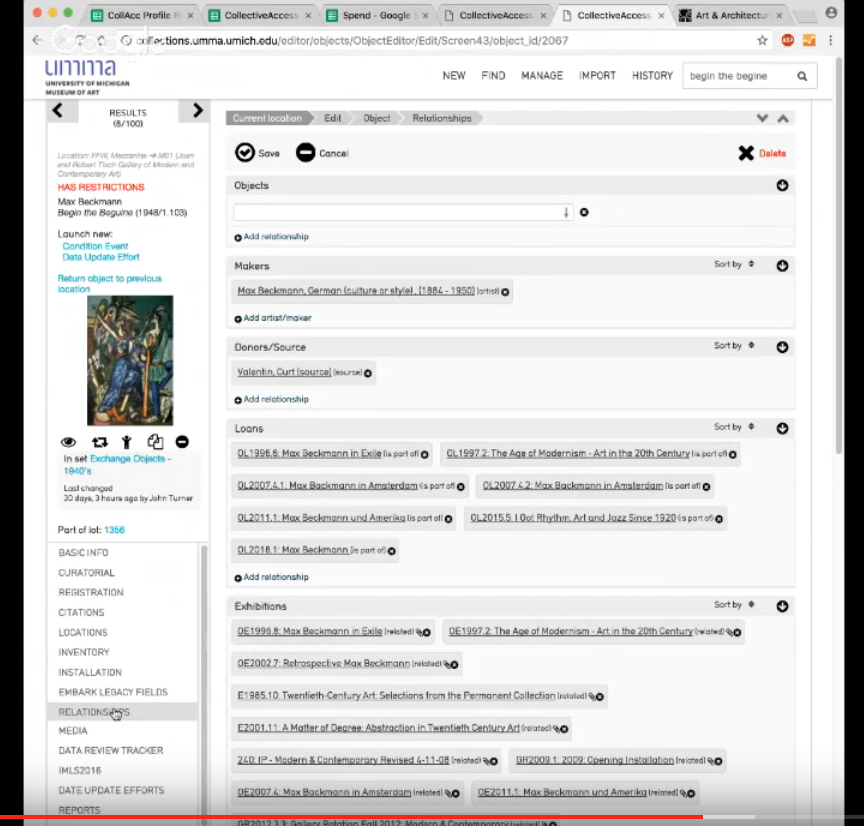 CollAcc Profile R
CollectiveAccess
Spend - Google S
CollectiveAccess
CollectiveAccess
Art & Architectur
Google
collections.umma.umich.edu/editor/objects/ObjectEditor/Edit/Screen43/object_id/2067
umma
UNIVERSITY OF MICHIGAN
MUSEUM OF ART
NEW FIND MANAGE IMPORT HISTORY begin the begine
RESULTS
(8/100)
Location: FFW, Mezzanine ➔ M01 (Joan
and Robert Tisch Gallery of Modern and
Contemporary Art)
HAS RESTRICTIONS
Max Beckmann
Begin the Beguine (1948/1.103)
Launch new:
Condition Event
Data Update Effort
Return object to previous
location
In set Exchange Objects -
1940's
Last changed
30 days, 3 hours ago by John Turner
Part of lot: 1356
BASIC INFO
CURATORIAL
REGISTRATION
CITATIONS
LOCATIONS
INVENTORY
INSTALLATION
EMBARK LEGACY FIELDS
RELATIONSHIPS
MEDIA
DATA REVIEW TRACKER
IMLS2016
DATE UPDATE EFFORTS
REPORTS
Current location Edit Object Relationships
Save Cancel Delete
Objects
Add relationship
Makers Sort by
Max Beckmann, German (culture or style), (1884 - 1950) (artist)
Add artist/maker
Donors/Source Sort by
Valentin, Curt (source) (source)
Add relationship
Loans Sort by
OL1996.6: Max Beckmann in Exile (is part of) OL1997.2: The Age of Modernism - Art in the 20th Century (is part of)
OL2007.4.1: Max Backmann in Amsterdam (is part of) OL2007.4.2: Max Backmann in Amsterdam (is part of)
OL2011.1: Max Beckmann und Amerika (is part of) OL2015.5: I Got Rhythm: Art and Jazz Since 1920 (is part of)
OL2018.1: Max Beckmann (is part of)
Add relationship
Exhibitions Sort by
OE1996.8: Max Beckmann in Exile (related) OE1997.2: The Age of Modernism - Art in the 20th Century (related)
OE2002.7: Retrospective Max Beckmann (related)
E1985.10: Twentieth-Century Art: Selections from the Permanent Collection (related)
E2001.11: A Matter of Degree: Abstraction in Twentieth Century Art (related)
240: IP - Modern & Contemporary Revised 4-11-08 (related) GR2009.1: 2009: Opening Installation (related)
OE2007.4: Max Backmann in Amsterdam (related) OE2011.1: Max Beckmann und Amerika (related)
GR2012.3.3: Gallery Rotation Fall 2012: Modern & Contemporary (related)